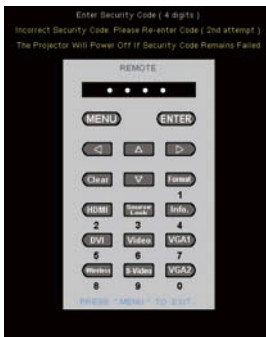 Enter Security Code ( 4 digits )
Incorrect Security Code. Please Re-enter Code ( 2nd attempt )
The Projector Will Power Off If Security Code Remains Failed
REMOTE
* * * *
MENU ENTER
Clear Format
1
HDMI Source Lock Info.
2 3 4
DVI Video VGA1
5 6 7
Wireless S-Video VGA2
8 9 0
PRESS "MENU" TO EXIT